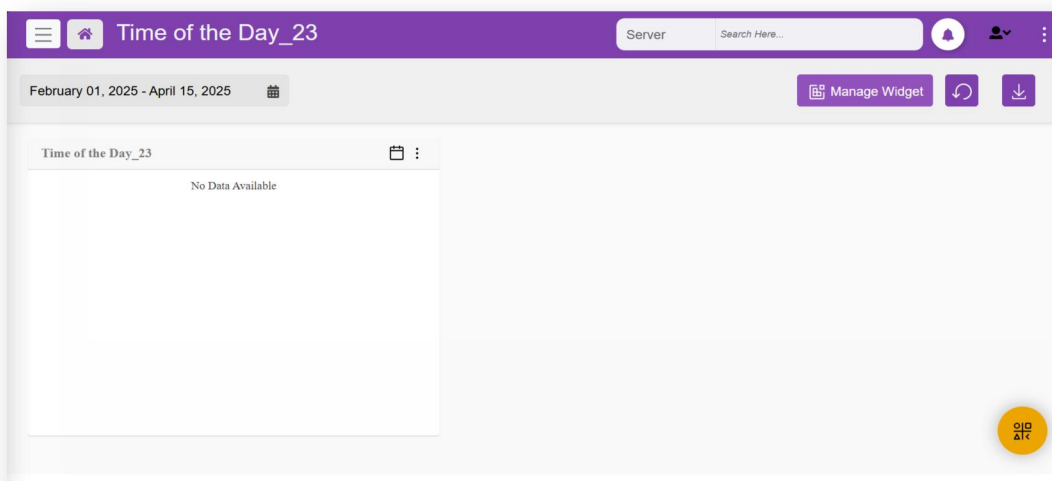 Time of the Day_23
Server
Search Here...
February 01, 2025 - April 15, 2025
Manage Widget
Time of the Day_23
No Data Available